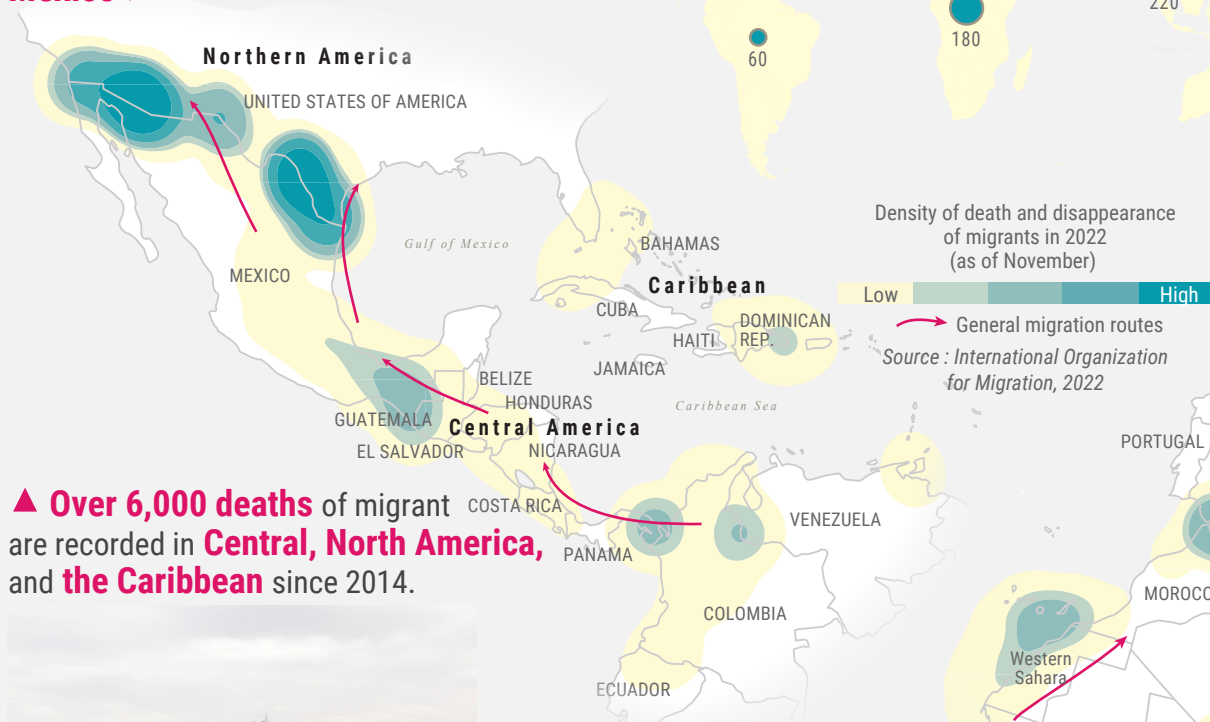 Northern America
UNITED STATES OF AMERICA
60
180
220
Density of death and disappearance
of migrants in 2022
(as of November)
Low
High
General migration routes
Source : International Organization
for Migration, 2022
Gulf of Mexico
MEXICO
BAHAMAS
Caribbean
CUBA
DOMINICAN
REP.
HAITI
JAMAICA
BELIZE
HONDURAS
Caribbean Sea
GUATEMALA
Central America
EL SALVADOR
NICARAGUA
PORTUGAL
▲ Over 6,000 deaths of migrant
are recorded in Central, North America,
and the Caribbean since 2014.
COSTA RICA
PANAMA
VENEZUELA
COLOMBIA
ECUADOR
MOROCC
Western
Sahara